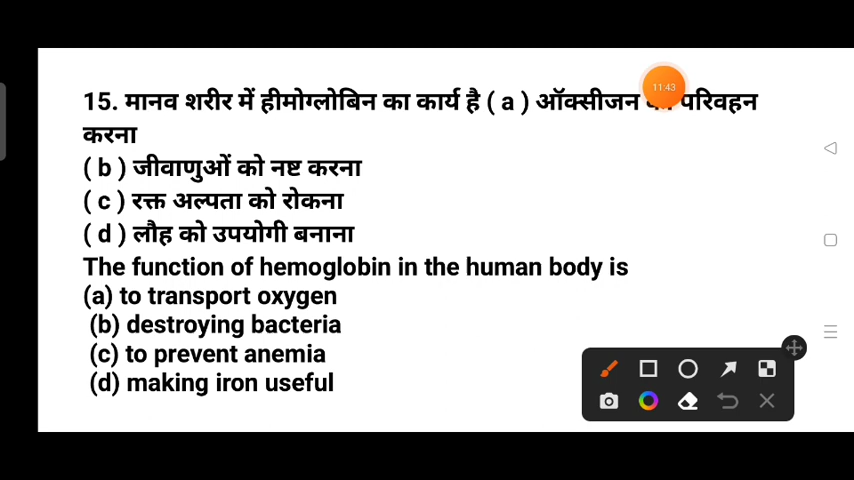 15. मानव शरीर में हीमोग्लोबिन का कार्य है ( a ) ऑक्सीजन परिवहन
करना
( b ) जीवाणुओं को नष्ट करना
( c ) रक्त अल्पता को रोकना
( d ) लौह को उपयोगी बनाना
The function of hemoglobin in the human body is
(a) to transport oxygen
(b) destroying bacteria
(c) to prevent anemia
(d) making iron useful
11:43